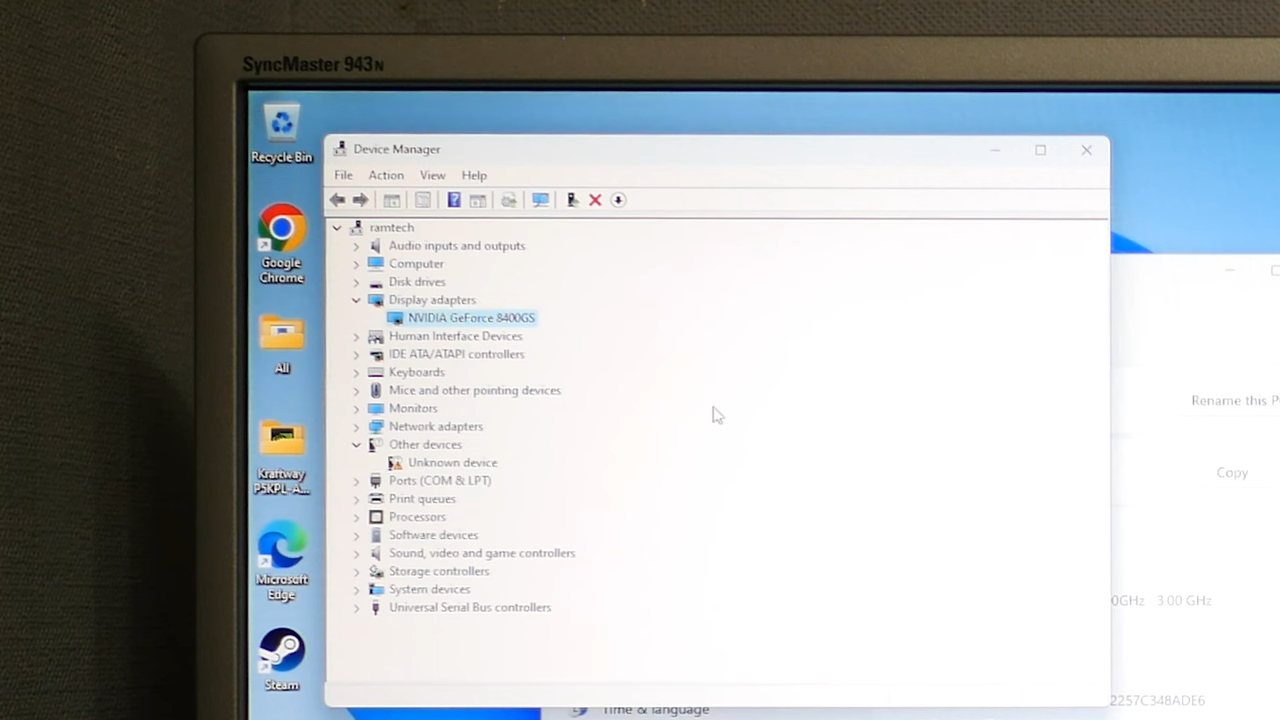 SyncMaster 943N
Recycle Bin
Google
Chrome
All
Kraftway
P5KPL-A...
Microsoft
Edge
Steam
Device Manager
File Action View Help
ramtech
Audio inputs and outputs
Computer
Disk drives
Display adapters
NVIDIA GeForce 8400GS
Human Interface Devices
IDE ATA/ATAPI controllers
Keyboards
Mice and other pointing devices
Monitors
Network adapters
Other devices
Unknown device
Ports (COM & LPT)
Print queues
Processors
Software devices
Sound, video and game controllers
Storage controllers
System devices
Universal Serial Bus controllers
Rename this P
Copy
0GHz 3.00 GHz
2257C348ADE6
Time & language